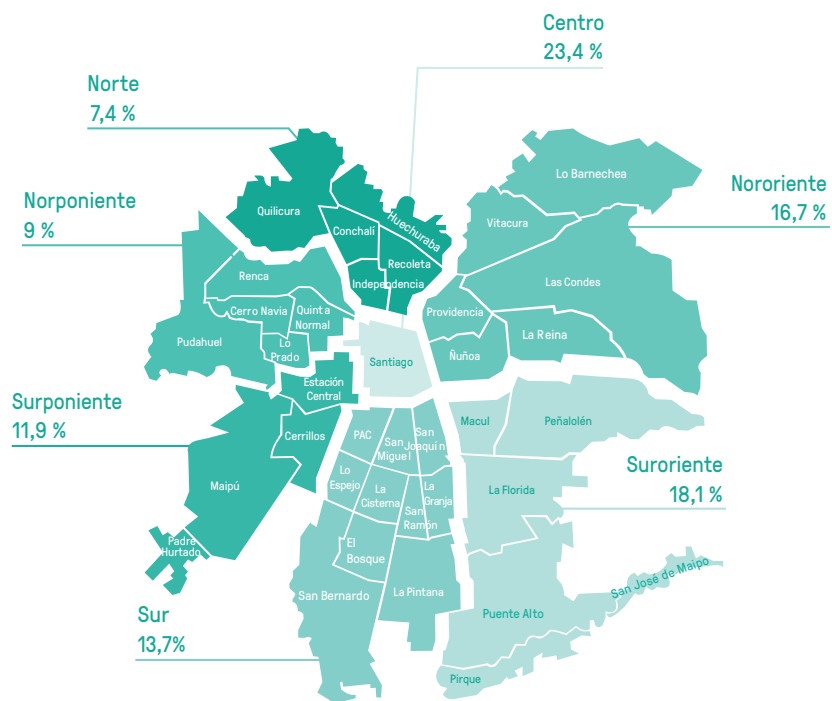 Centro
23,4 %
Norte
7,4 %
Norponiente
9 %
Nororiente
16,7 %
Surponiente
11,9 %
Suroriente
18,1 %
Sur
13,7%
Lo Barnechea
Quilicura
Huechuraba
Vitacura
Conchalí
Recoleta
Renca
Independencia
Las Condes
Cerro Navia
Quinta
Normal
Providencia
Pudahuel
Lo
Prado
La Reina
Ñuñoa
Santiago
Estación
Central
Cerrillos
PAC
San
Miguel
San
Joaquin
Macul
Peñalolén
Maipú
Lo
Espejo
La
Cisterna
La
Granja
La Florida
San
Ramón
Padre
Hurtado
El
Bosque
San Bernardo
La Pintana
San José de Maipo
Puente Alto
Pirque